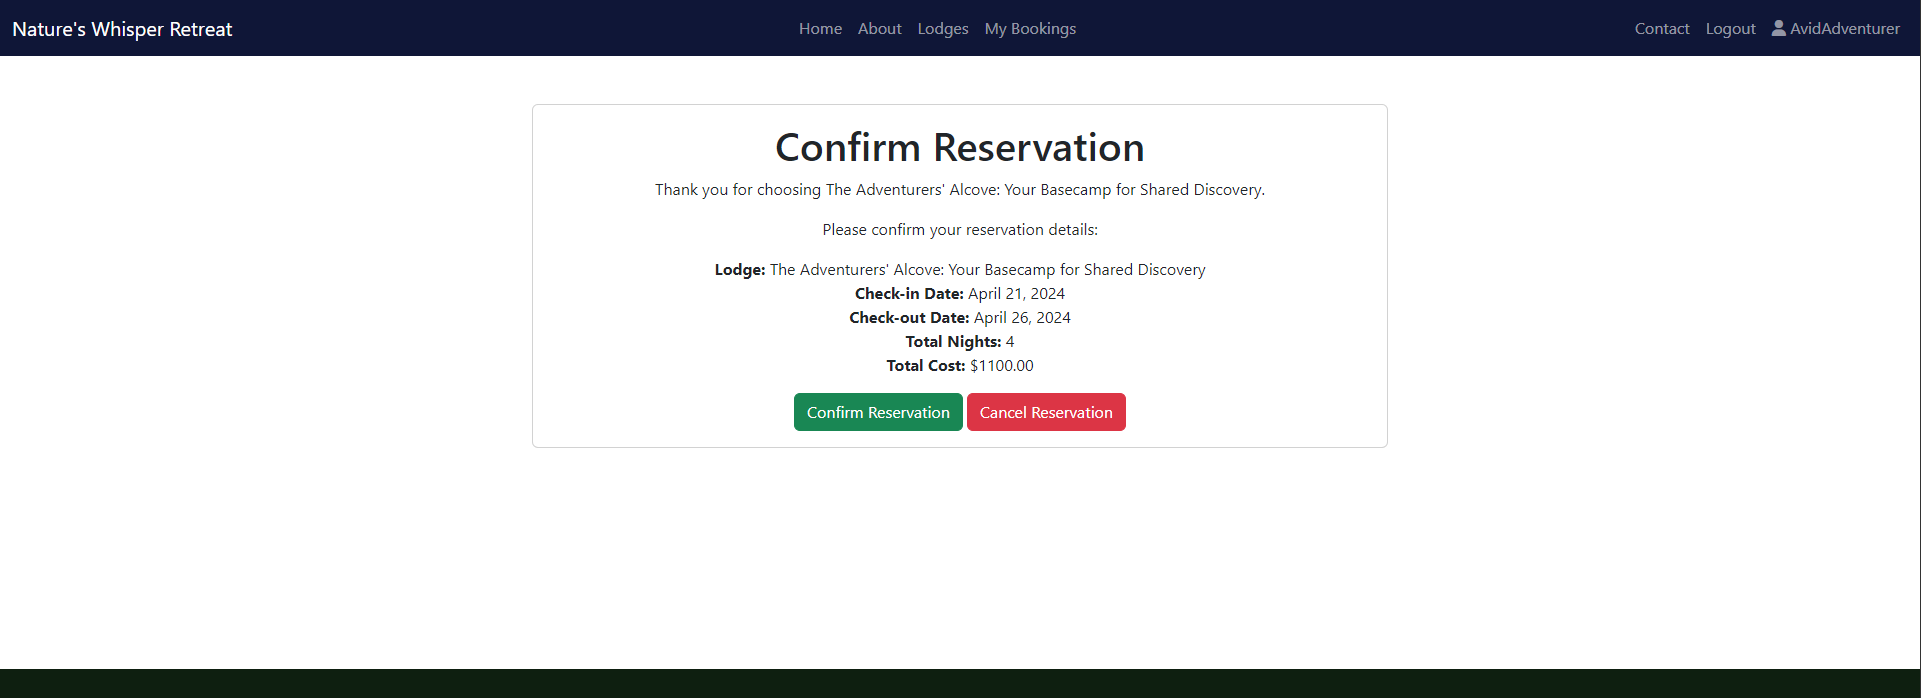 Nature's Whisper Retreat
Home About Lodges My Bookings
Contact Logout AvidAdventurer
Confirm Reservation
Thank you for choosing The Adventurers' Alcove: Your Basecamp for Shared Discovery.
Please confirm your reservation details:
Lodge: The Adventurers' Alcove: Your Basecamp for Shared Discovery
Check-in Date: April 21, 2024
Check-out Date: April 26, 2024
Total Nights: 4
Total Cost: $1100.00
Confirm Reservation Cancel Reservation